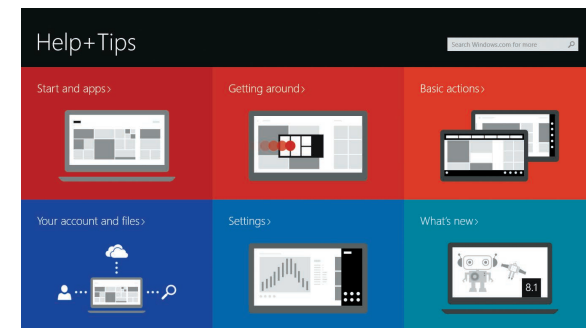 Help+Tips
Search Windows.com for more
Start and apps>
Getting around>
Basic actions>
Your account and files>
Settings>
What's new>
8.1